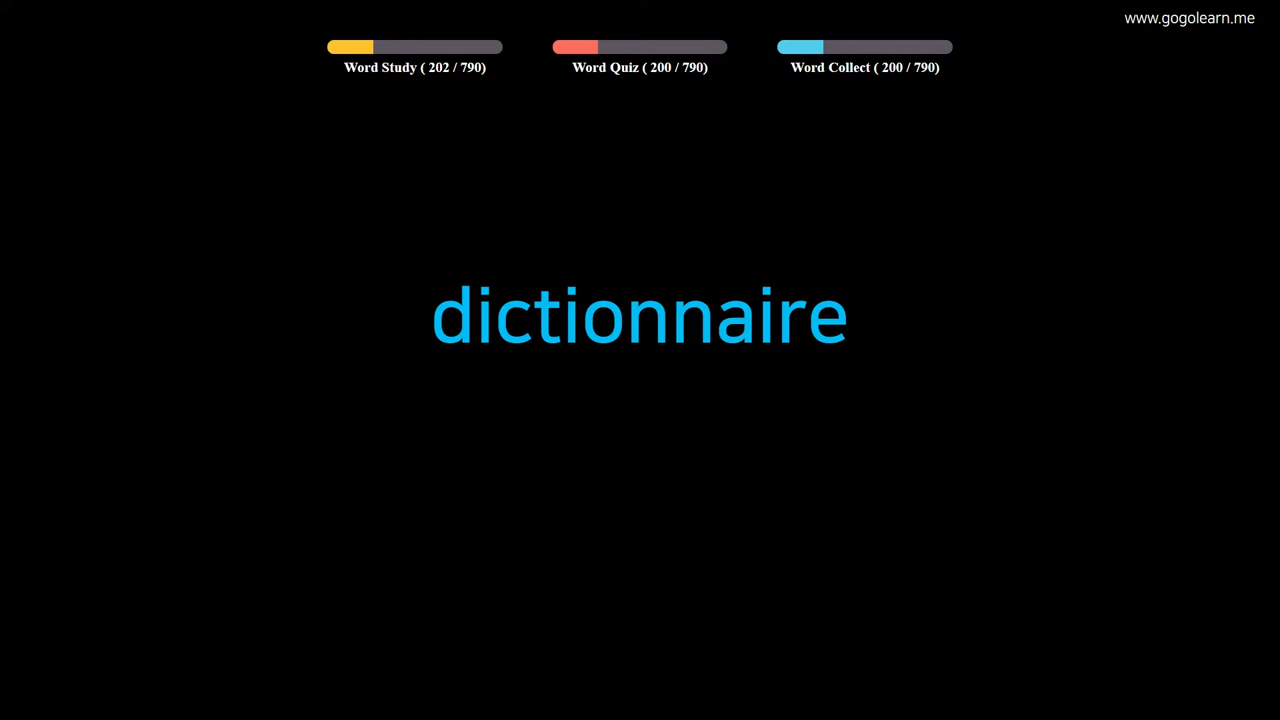 www.gogolearn.me
Word Study ( 202 / 790)
Word Quiz ( 200 / 790)
Word Collect ( 200 / 790)
dictionnaire